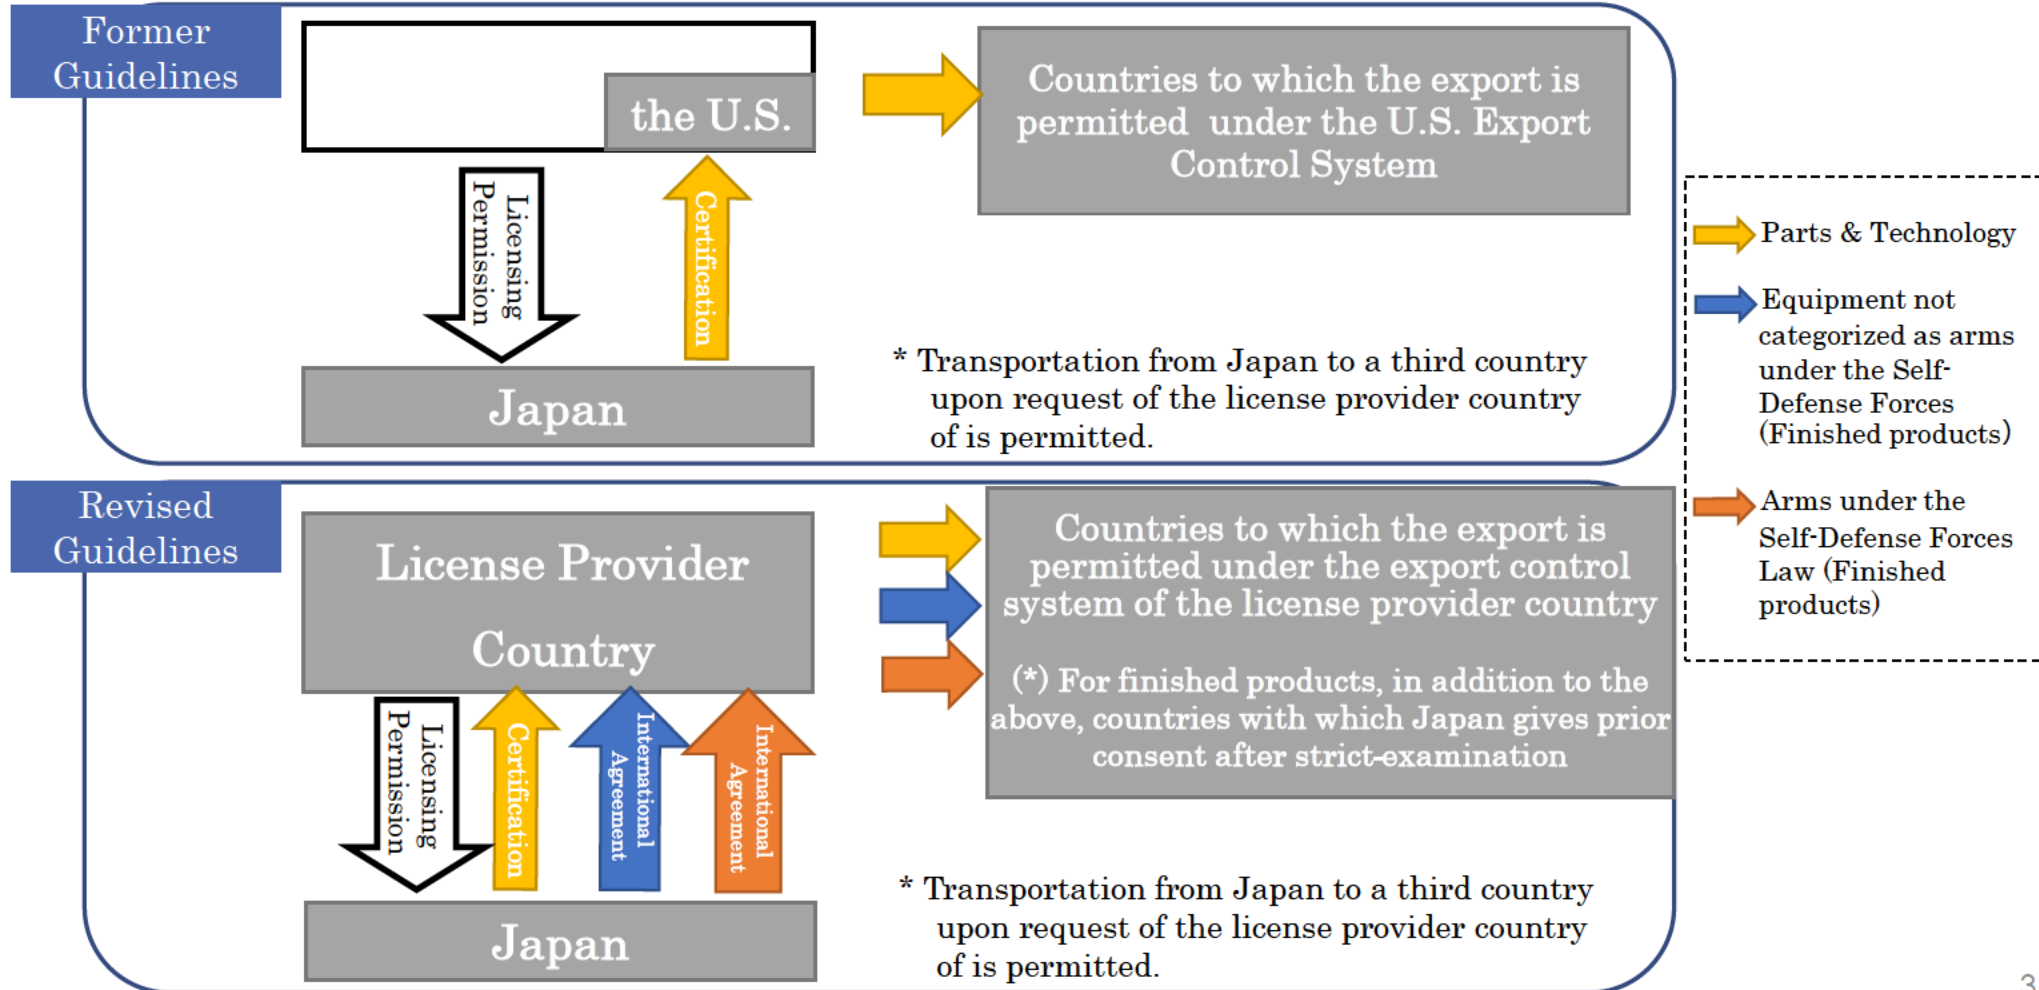 Former
Guidelines
the U.S.
Countries to which the export is
permitted under the U.S. Export
Control System
Licensing
Permission
Certification
Japan
* Transportation from Japan to a third country
upon request of the license provider country
of is permitted.
Parts & Technology
Equipment not
categorized as arms
under the Self-
Defense Forces
(Finished products)
Arms under the
Self-Defense Forces
Law (Finished
products)
Revised
Guidelines
License Provider
Country
Countries to which the export is
permitted under the export control
system of the license provider country
(*) For finished products, in addition to the
above, countries with which Japan gives prior
consent after strict-examination
Licensing
Permission
Certification
International
Agreement
International
Agreement
Japan
* Transportation from Japan to a third country
upon request of the license provider country
of is permitted.
3